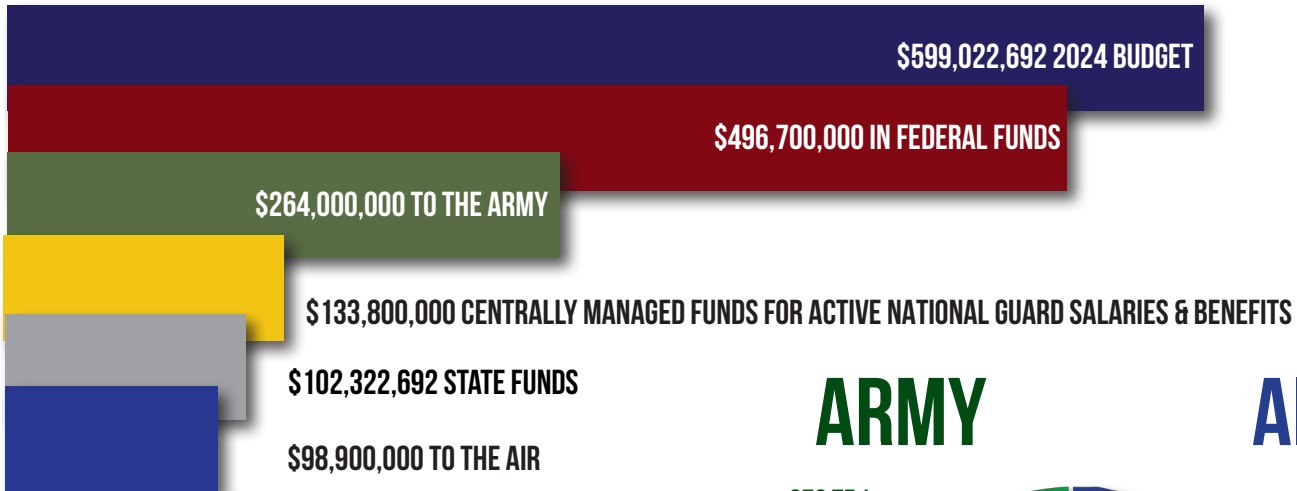 $599,022,692 2024 BUDGET
$496,700,000 IN FEDERAL FUNDS
$264,000,000 TO THE ARMY
$133,800,000 CENTRALLY MANAGED FUNDS FOR ACTIVE NATIONAL GUARD SALARIES & BENEFITS
$102,322,692 STATE FUNDS
$98,900,000 TO THE AIR
ARMY